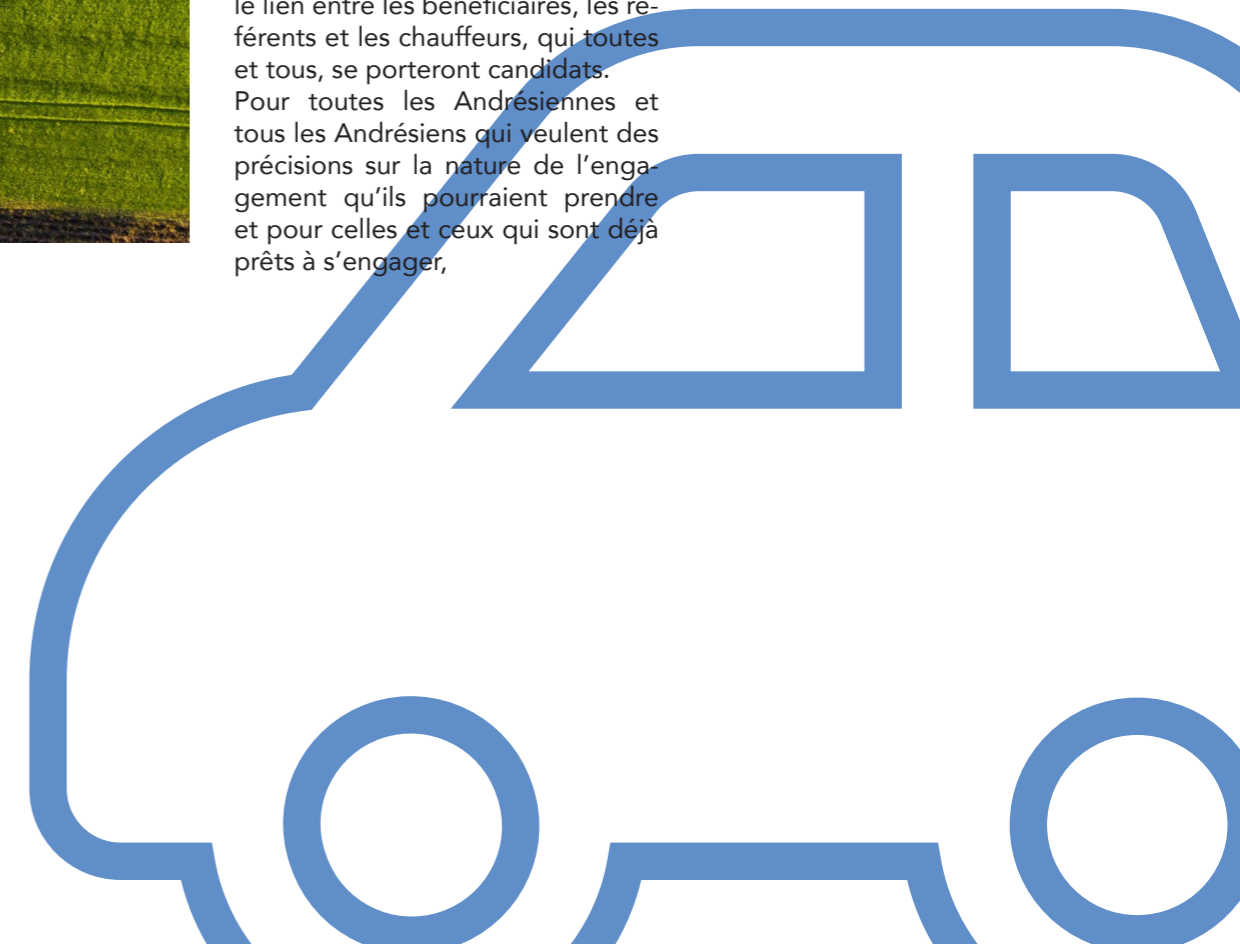 le lien entre les bénéficiaires, les ré-
férents et les chauffeurs, qui toutes
et tous, se porteront candidats.
Pour toutes les Andrésiennes et
tous les Andrésiens qui veulent des
précisions sur la nature de l’enga-
gement qu’ils pourraient prendre
et pour celles et ceux qui sont déjà
prêts à s’engager,